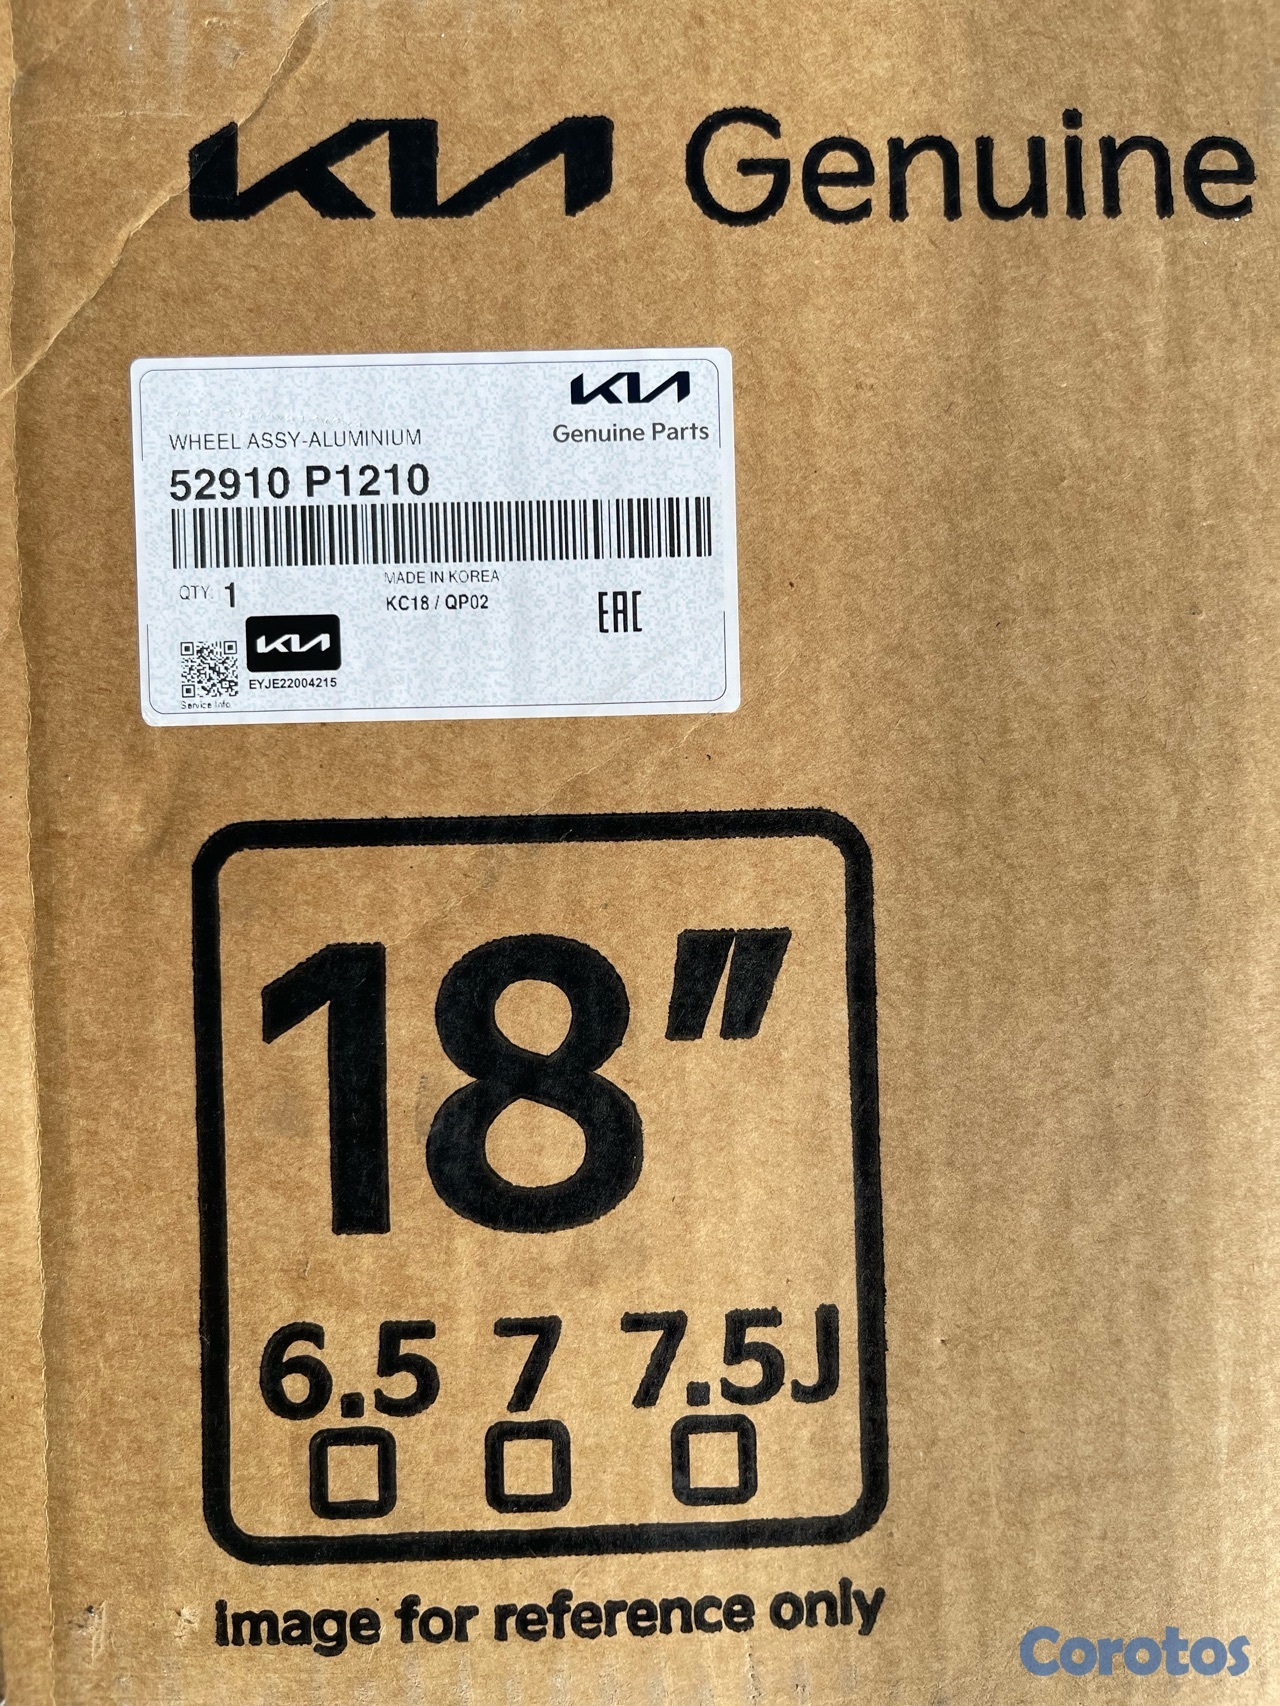 KIA Genuine
KIA
Genuine Parts
WHEEL ASSY-ALUMINIUM
52910 P1210
QTY. 1
MADE IN KOREA
KC18 / QP02
EAC
KIA
EYJE22004215
Service Info.
18"
6.5 7 7.5J
image for reference only
Corotos